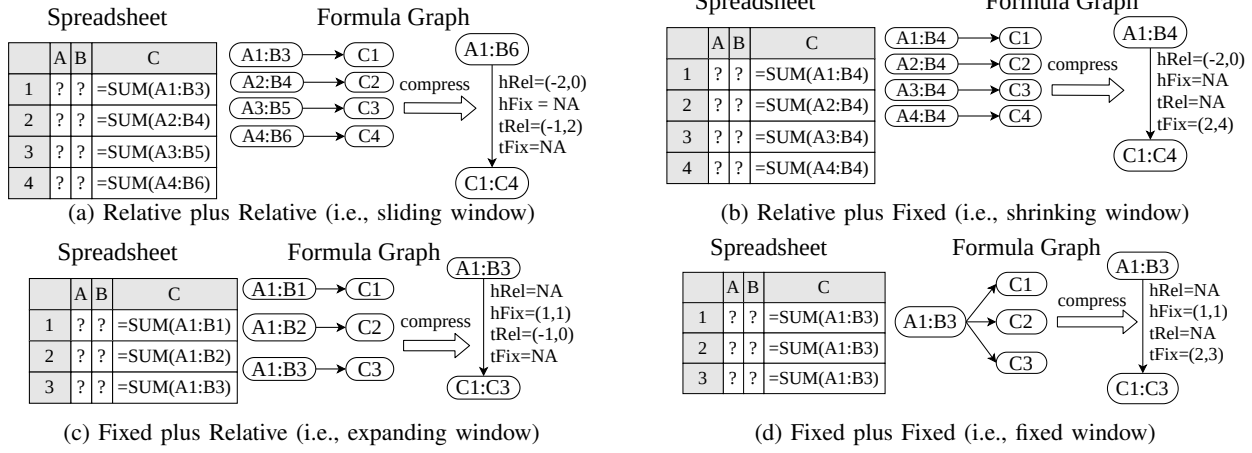 Spreadsheet Formula Graph
A B C
1 ? ? =SUM(A1:B3)
2 ? ? =SUM(A2:B4)
3 ? ? =SUM(A3:B5)
4 ? ? =SUM(A4:B6)
A1:B3 C1
A2:B4 C2
A3:B5 C3
A4:B6 C4
compress
A1:B6
hRel=(-2,0)
hFix = NA
tRel=(-1,2)
tFix=NA
C1:C4
(a) Relative plus Relative (i.e., sliding window)
Spreadsheet Formula Graph
A B C
1 ? ? =SUM(A1:B4)
2 ? ? =SUM(A2:B4)
3 ? ? =SUM(A3:B4)
4 ? ? =SUM(A4:B4)
A1:B4 C1
A2:B4 C2
A3:B4 C3
A4:B4 C4
compress
A1:B4
hRel=(-2,0)
hFix=NA
tRel=NA
tFix=(2,4)
C1:C4
(b) Relative plus Fixed (i.e., shrinking window)
Spreadsheet Formula Graph
A B C
1 ? ? =SUM(A1:B1)
2 ? ? =SUM(A1:B2)
3 ? ? =SUM(A1:B3)
A1:B1 C1
A1:B2 C2
A1:B3 C3
compress
A1:B3
hRel=NA
hFix=(1,1)
tRel=(-1,0)
tFix=NA
C1:C3
(c) Fixed plus Relative (i.e., expanding window)
Spreadsheet Formula Graph
A B C
1 ? ? =SUM(A1:B3)
2 ? ? =SUM(A1:B3)
3 ? ? =SUM(A1:B3)
A1:B3
C1
C2
C3
compress
A1:B3
hRel=NA
hFix=(1,1)
tRel=NA
tFix=(2,3)
C1:C3
(d) Fixed plus Fixed (i.e., fixed window)